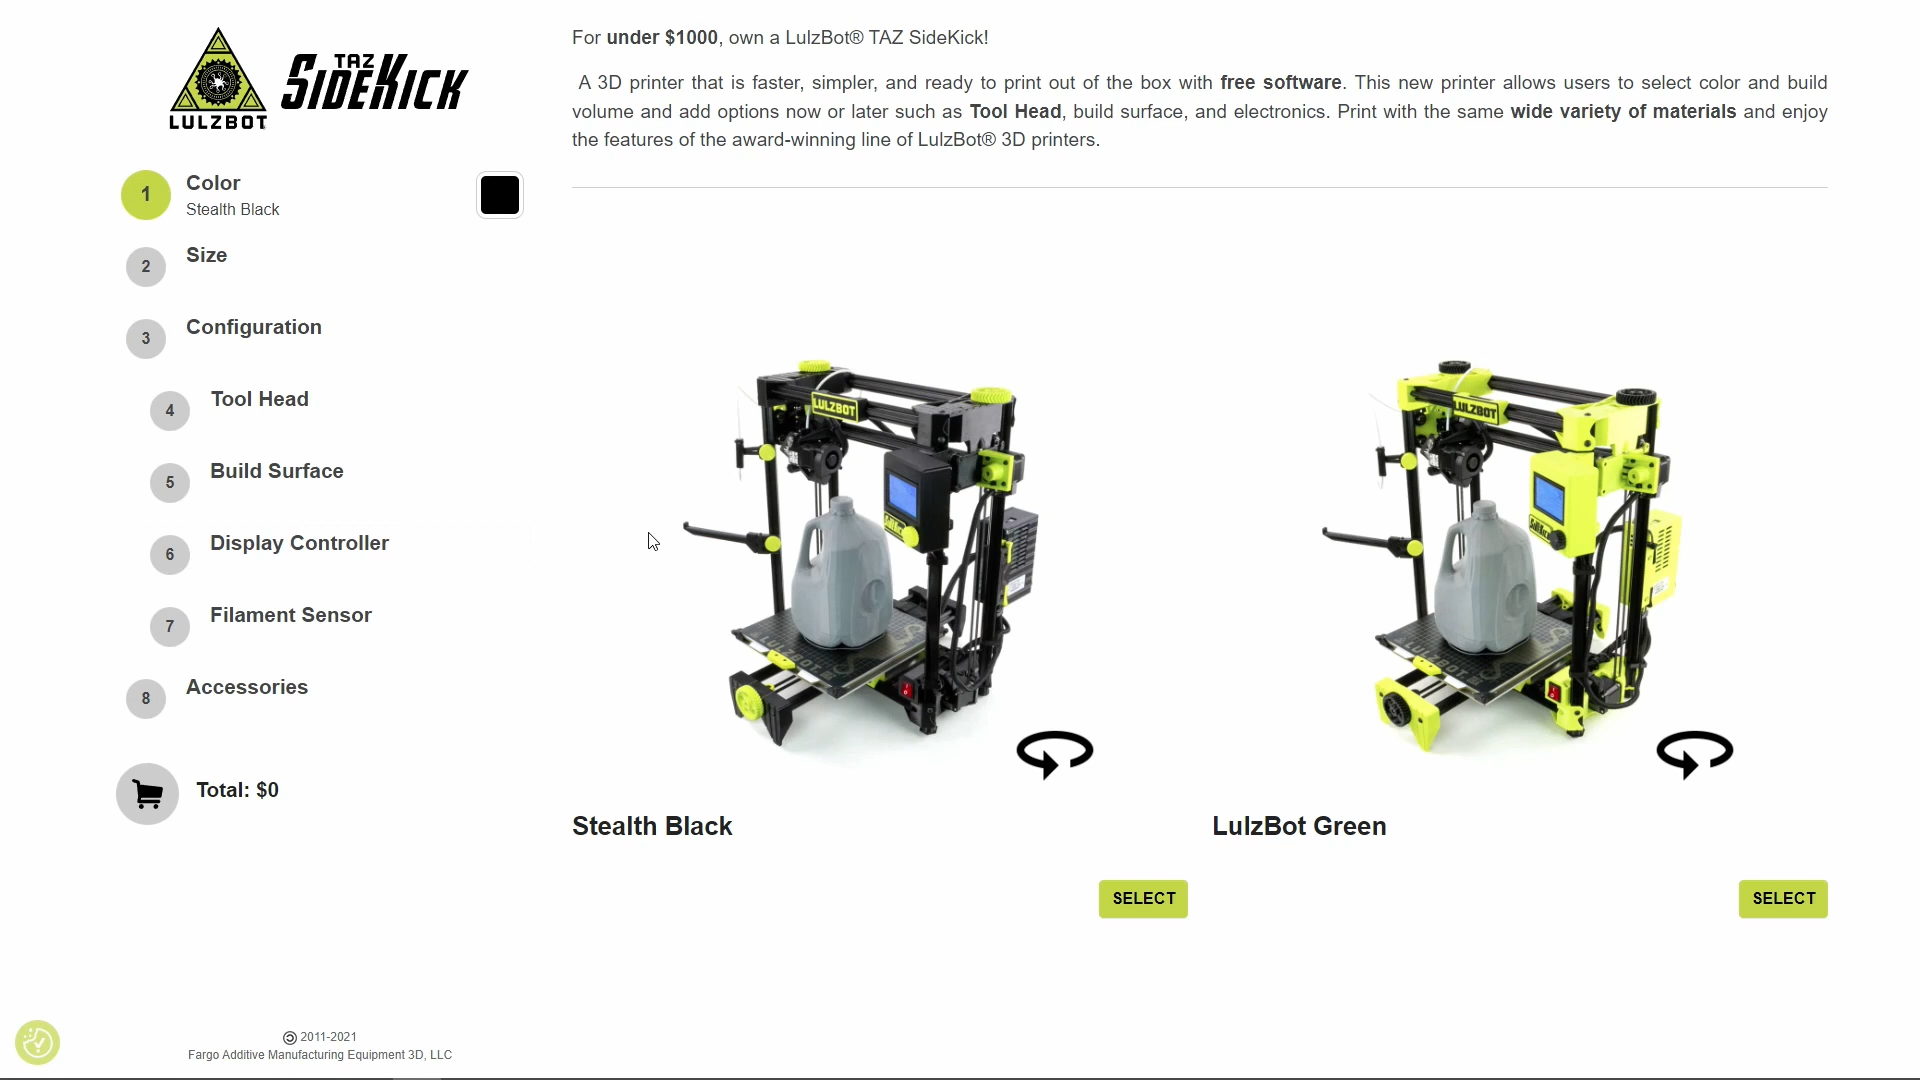 TAZ
SIDEKICK
LULZBOT
For under $1000, own a LulzBot® TAZ SideKick!
A 3D printer that is faster, simpler, and ready to print out of the box with free software. This new printer allows users to select color and build
volume and add options now or later such as Tool Head, build surface, and electronics. Print with the same wide variety of materials and enjoy
the features of the award-winning line of LulzBot® 3D printers.
1
Color
Stealth Black
2
Size
3
Configuration
4
Tool Head
5
Build Surface
6
Display Controller
7
Filament Sensor
8
Accessories
Total: $0
LULZBOT
SideKick
LULZBOT
LULZBOT
SideKick
LULZBOT
Stealth Black
LulzBot Green
SELECT
SELECT
2011-2021
Fargo Additive Manufacturing Equipment 3D, LLC